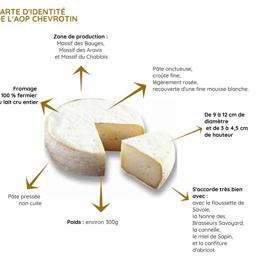 ARTE D'IDENTITÉ
E L'AOP CHEVROTIN
Zone de production :
Massif des Bauges,
Massif des Aravis
et Massif du Chablais
Pâte onctueuse,
croûte fine,
légèrement rosée,
recouverte d'une fine mousse blanche.
Fromage
100 % fermier
u lait cru entier
De 9 à 12 cm de
diamètre
et de 3 à 4,5 cm
de hauteur
Pâte pressée
non cuite
Poids : environ 300g
S'accorde très bien
avec :
avec le Roussette de
Savoie,
la Nonne des
Brasseurs Savoyard,
la cannelle,
le miel de Sapin,
et la confiture
d'abricot.